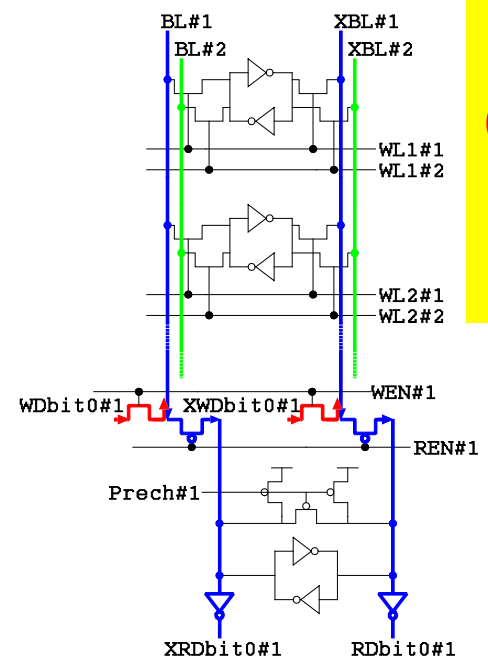 BL#1 XBL#1
BL#2 XBL#2
WL1#1
WL1#2
WL2#1
WL2#2
WEN#1
WDbit0#1 XWDbit0#1
REN#1
Prech#1
XRDbit0#1 RDbit0#1